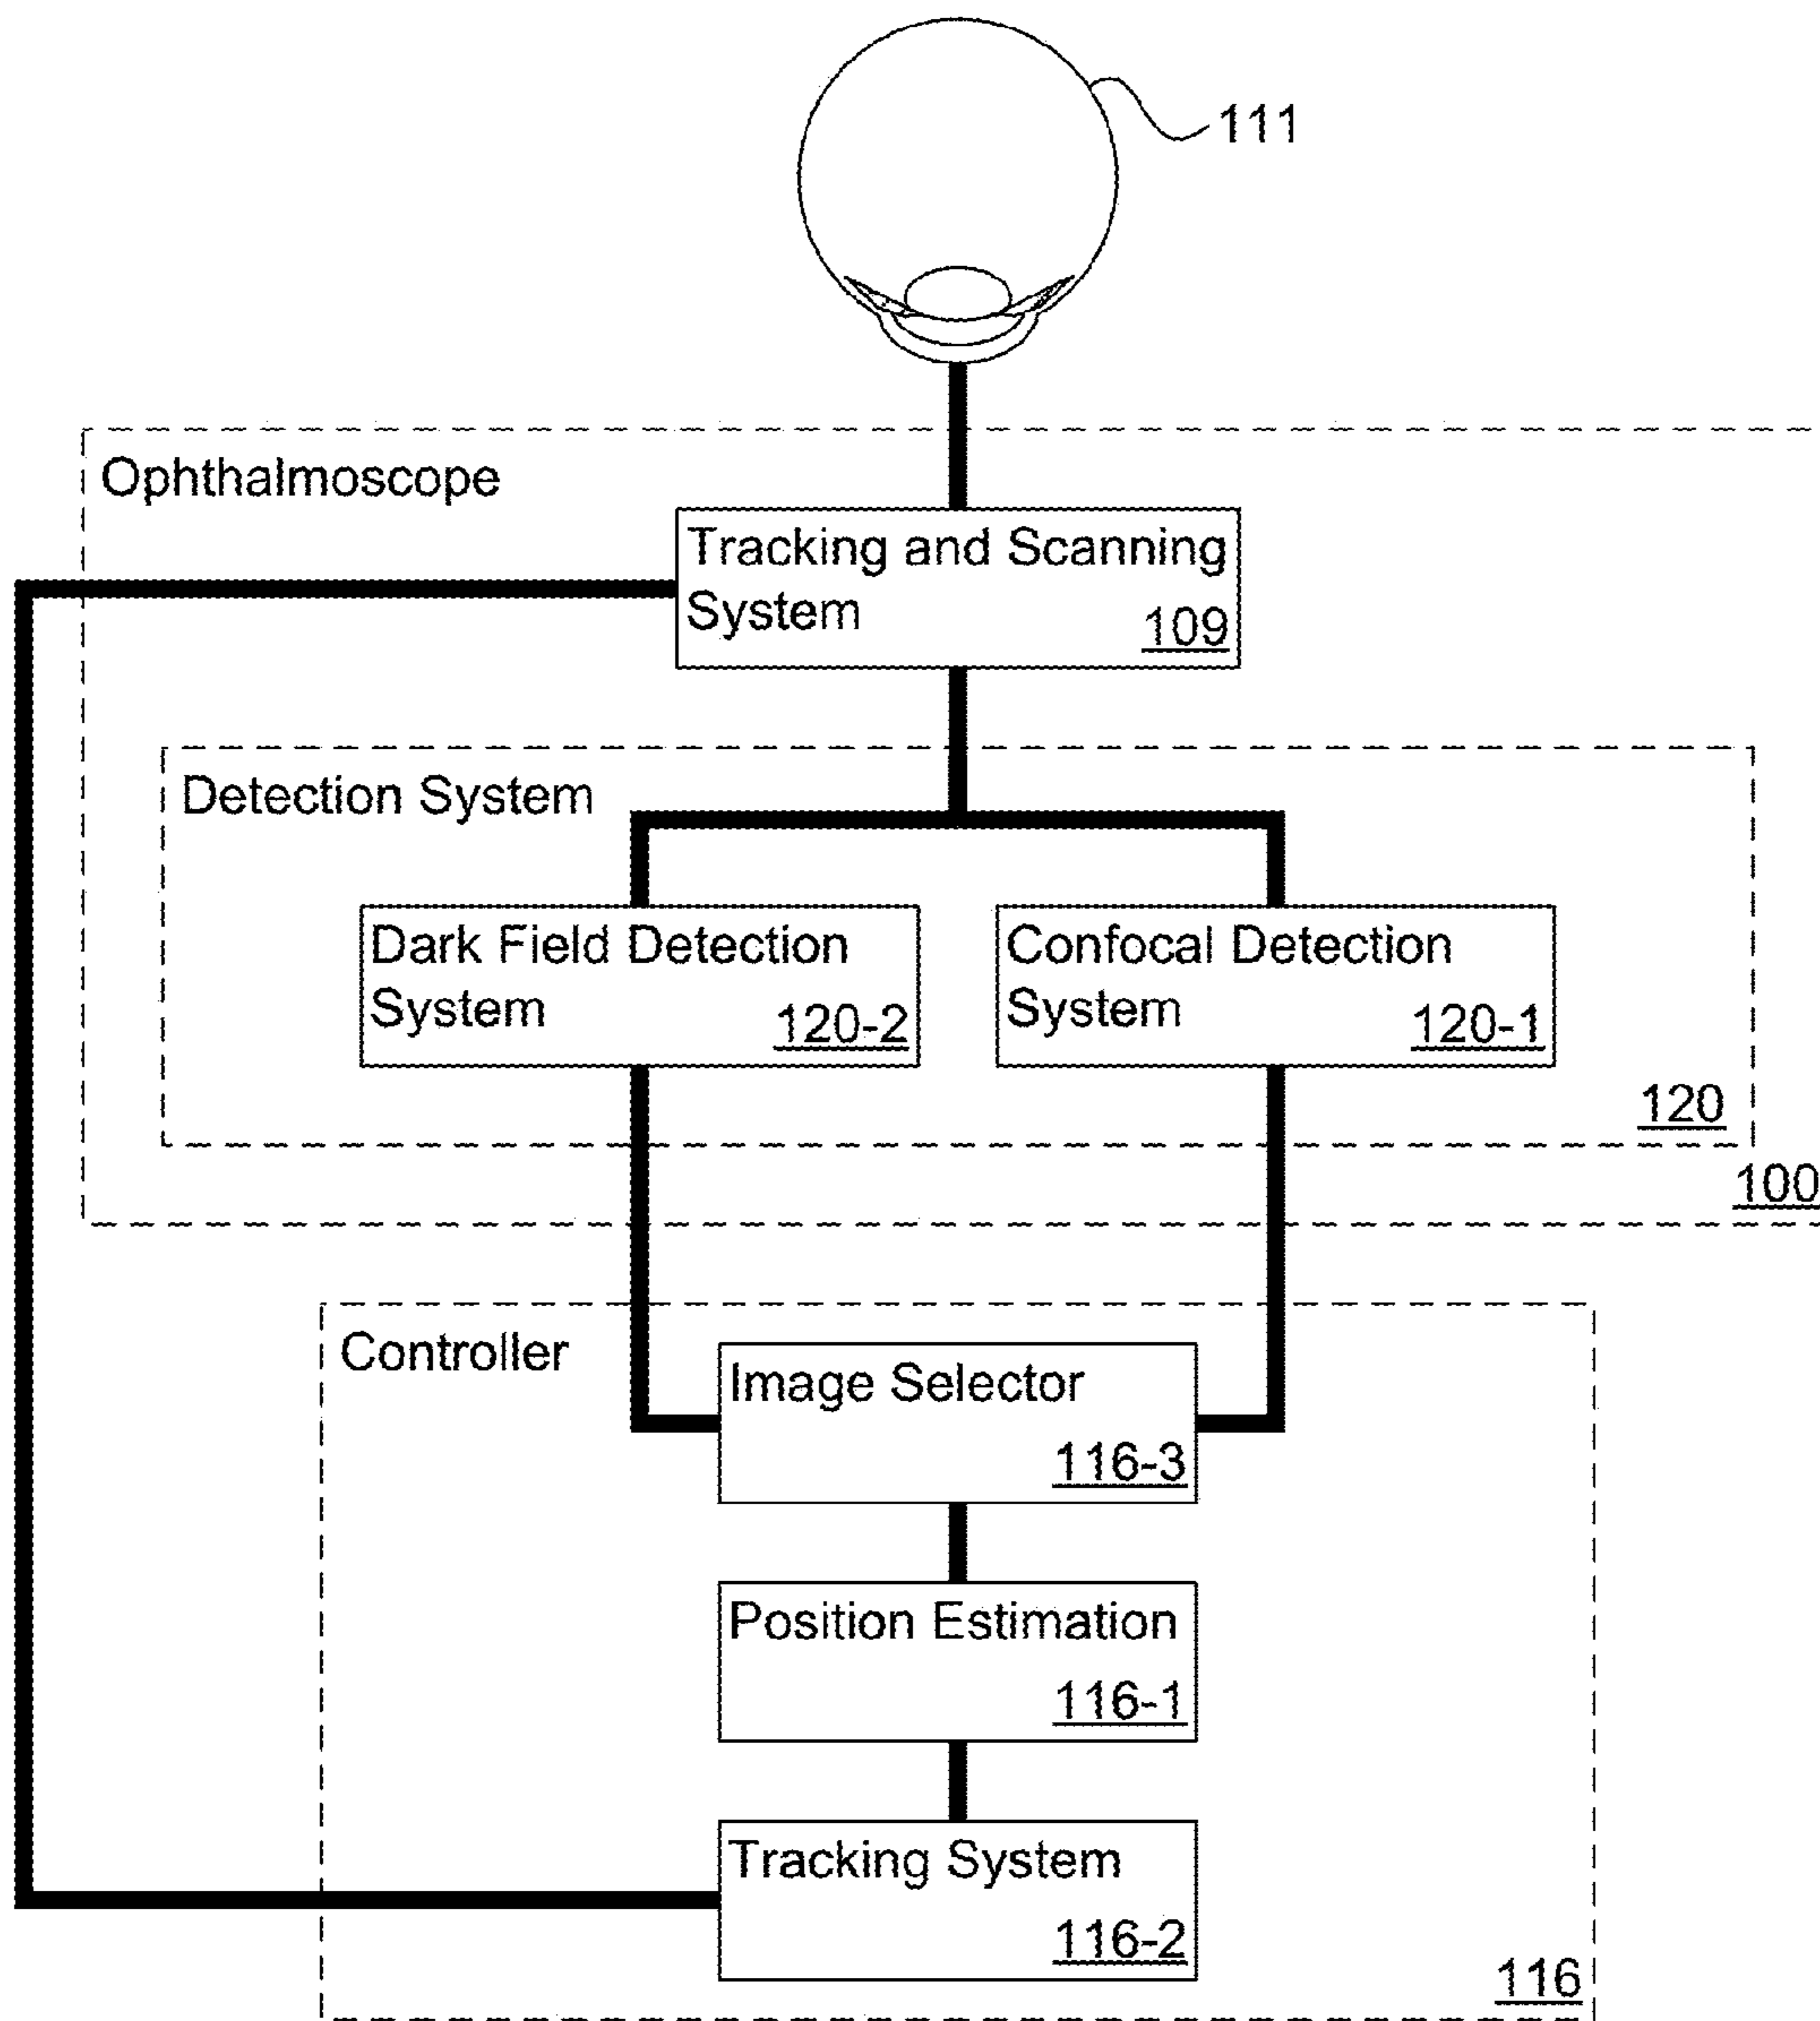 111
Ophthalmoscope
Tracking and Scanning
System
109
Detection System
Dark Field Detection
System
120-2
Confocal Detection
System
120-1
120
100
Controller
Image Selector
116-3
Position Estimation
116-1
Tracking System
116-2
116